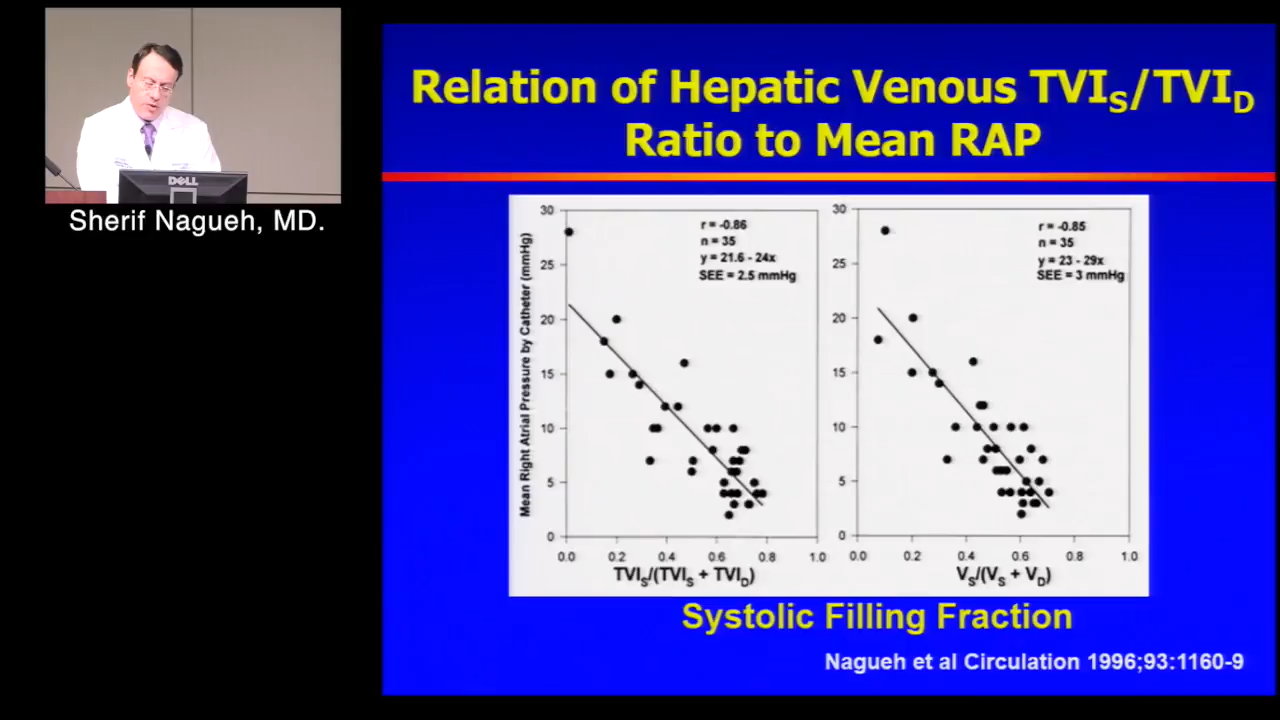 DELL
Sherif Nagueh, MD.
Relation of Hepatic Venous TVIS/TVID
Ratio to Mean RAP
Mean Right Atrial Pressure by Catheter (mmHg)
30
25
20
15
10
5
0
r = -0.86
n = 35
y = 21.6 - 24x
SEE = 2.5 mmHg
0.0 0.2 0.4 0.6 0.8 1.0
TVIS/(TVIS + TVID)
30
25
20
15
10
5
0
r = -0.85
n = 35
y = 23 - 29x
SEE = 3 mmHg
0.0 0.2 0.4 0.6 0.8 1.0
VS/(VS + VD)
Systolic Filling Fraction
Nagueh et al Circulation 1996;93:1160-9